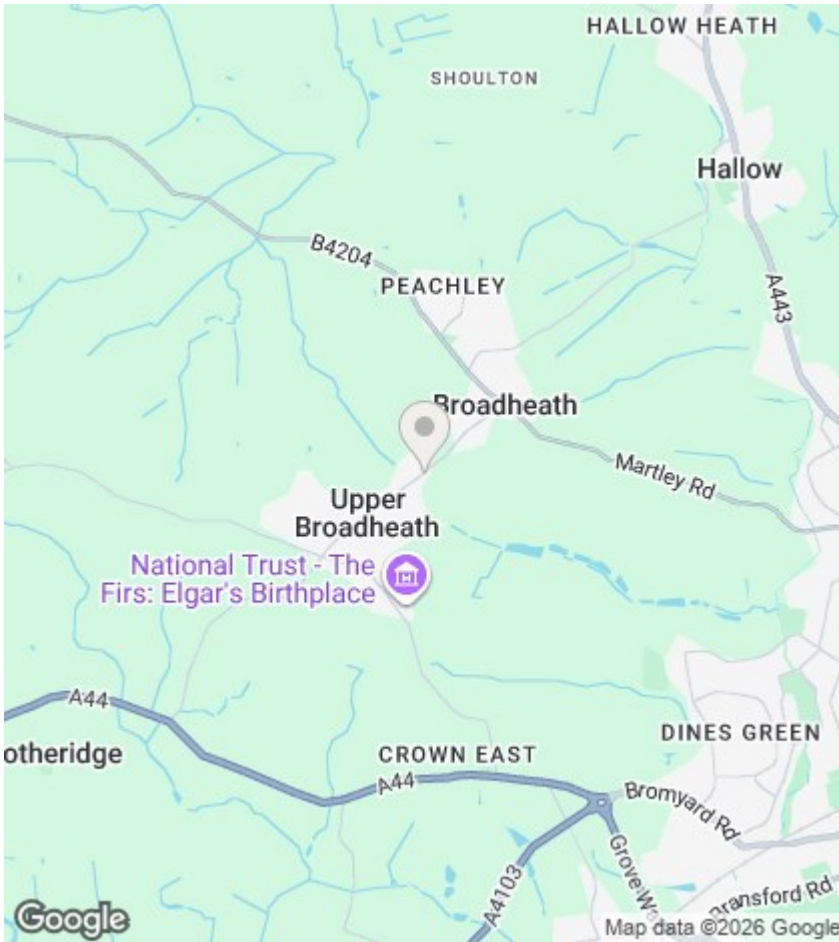 HALLOW HEATH
SHOULTON
Hallow
B4204
PEACHLEY
A443
Broadheath
Martley Rd
Upper
Broadheath
National Trust - The
Firs: Elgar's Birthplace
A44
DINES GREEN
otheridge
CROWN EAST
A44
Bromyard Rd
A4103
Bransford Rd
Google
Map data ©2026 Google